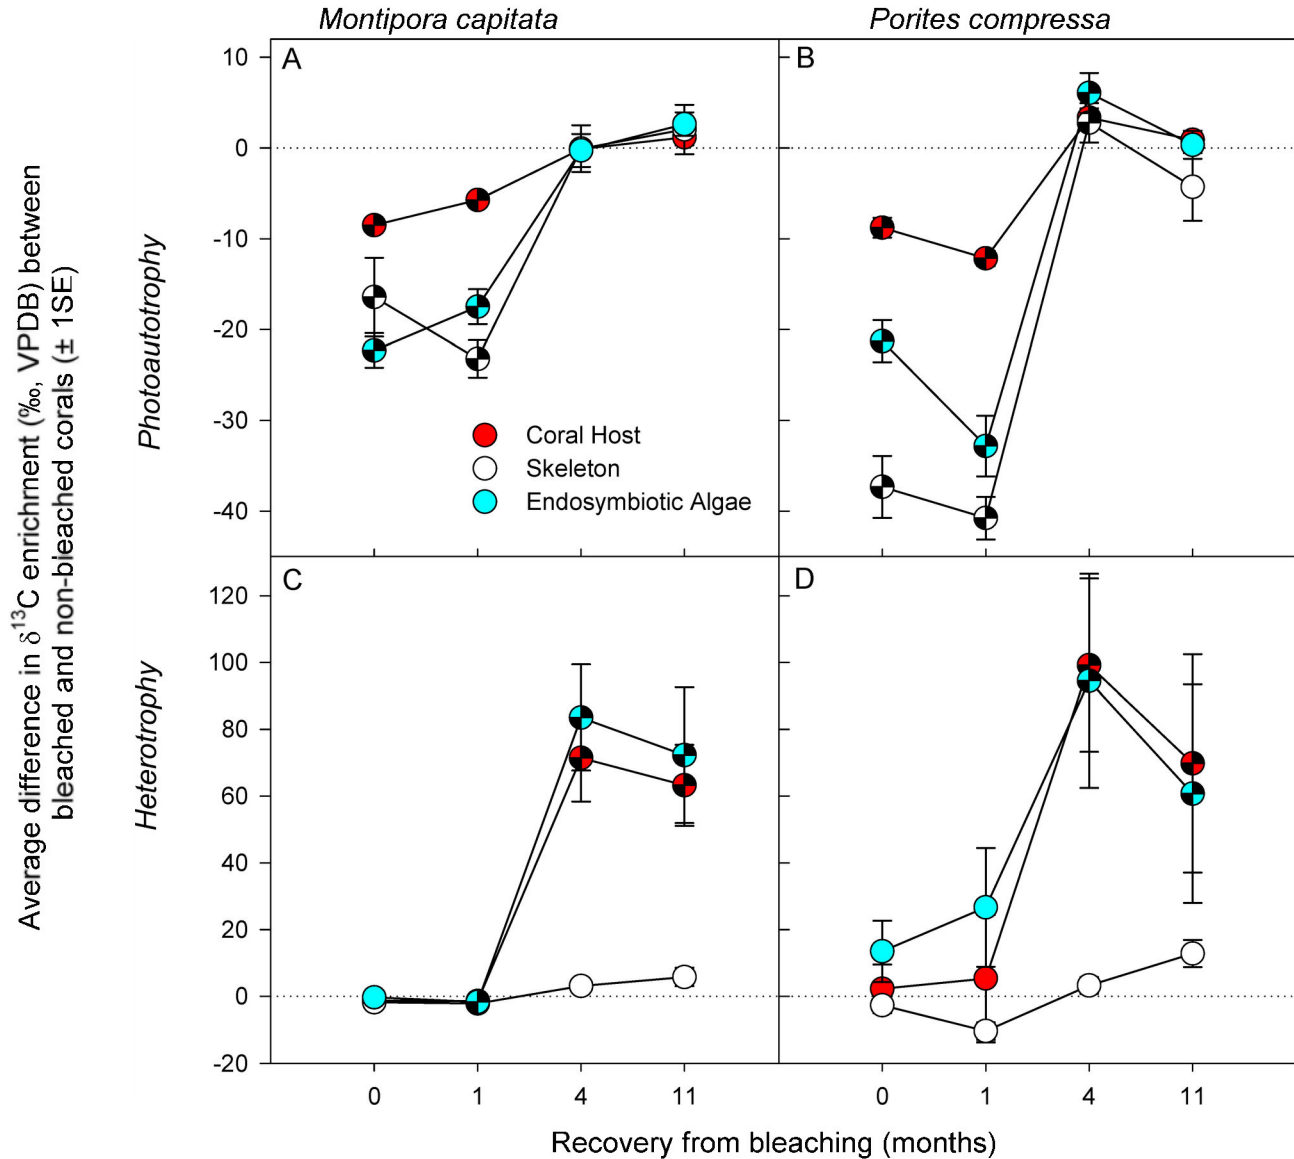 Montipora capitata
Porites compressa
A
B
10
0
-10
-20
-30
-40
Coral Host
Skeleton
Endosymbiotic Algae
Photoautotrophy
Average difference in δ¹³C enrichment (‰, VPDB) between
bleached and non-bleached corals (± 1SE)
C
D
120
100
80
60
40
20
0
-20
Heterotrophy
0 1 4 11
0 1 4 11
Recovery from bleaching (months)